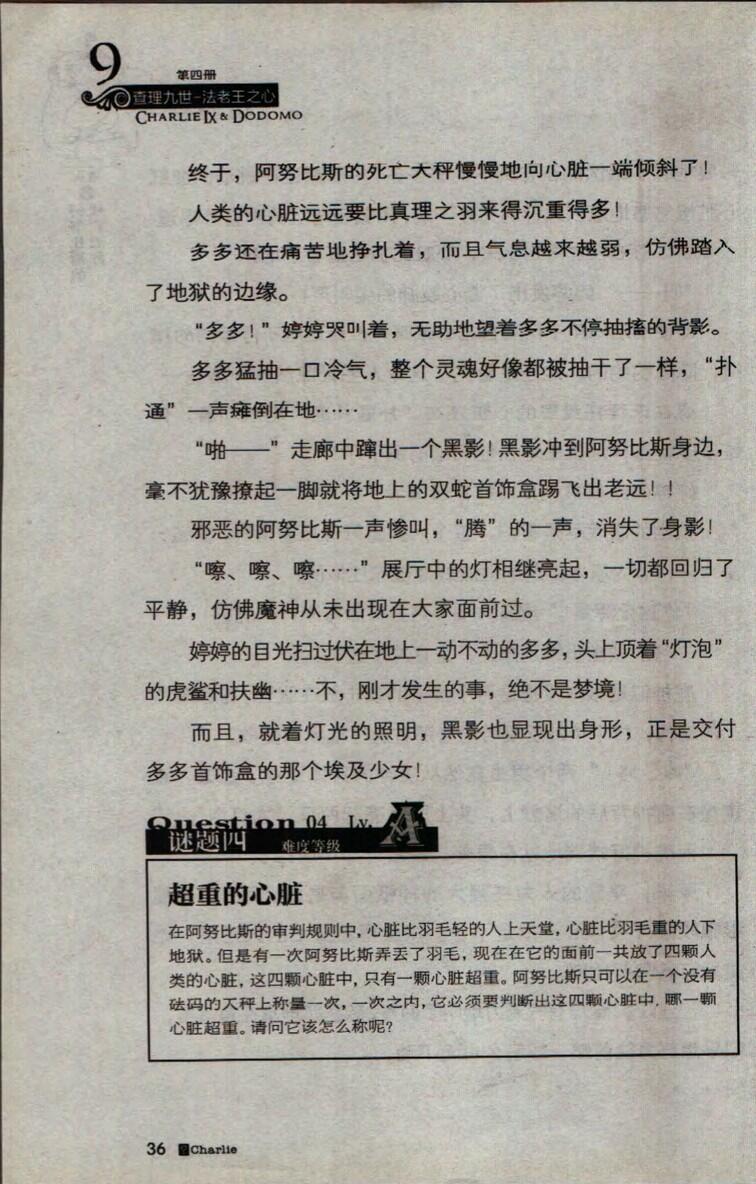 9
第四册
查理九世-法老王之心
CHARLIE IX & DODOMO
终于，阿努比斯的死亡大秤慢慢地向心脏一端倾斜了！
人类的心脏远远要比真理之羽来得沉重得多！
多多还在痛苦地挣扎着，而且气息越来越弱，仿佛踏入
了地狱的边缘。
“多多！”婷婷哭叫着，无助地望着多多不停抽搐的背影。
多多猛抽一口冷气，整个灵魂好像都被抽干了一样，“扑
通”一声瘫倒在地……
“啪——”走廊中蹿出一个黑影！黑影冲到阿努比斯身边，
毫不犹豫撩起一脚就将地上的双蛇首饰盒踢飞出老远！！
邪恶的阿努比斯一声惨叫，“腾”的一声，消失了身影！
“嚓、嚓、嚓……”展厅中的灯相继亮起，一切都回归了
平静，仿佛魔神从未出现在大家面前过。
婷婷的目光扫过伏在地上一动不动的多多，头上顶着“灯泡”
的虎鲨和扶幽……不，刚才发生的事，绝不是梦境！
而且，就着灯光的照明，黑影也显现出身形，正是交付
多多首饰盒的那个埃及少女！
Question 04 Lv. A
谜题四 难度等级
超重的心脏
在阿努比斯的审判规则中，心脏比羽毛轻的人上天堂，心脏比羽毛重的人下
地狱。但是有一次阿努比斯弄丢了羽毛，现在在它的面前一共放了四颗人
类的心脏，这四颗心脏中，只有一颗心脏超重。阿努比斯只可以在一个没有
砝码的天秤上称量一次，一次之内，它必须要判断出这四颗心脏中，哪一颗
心脏超重。请问它该怎么称呢？
36 Charlie